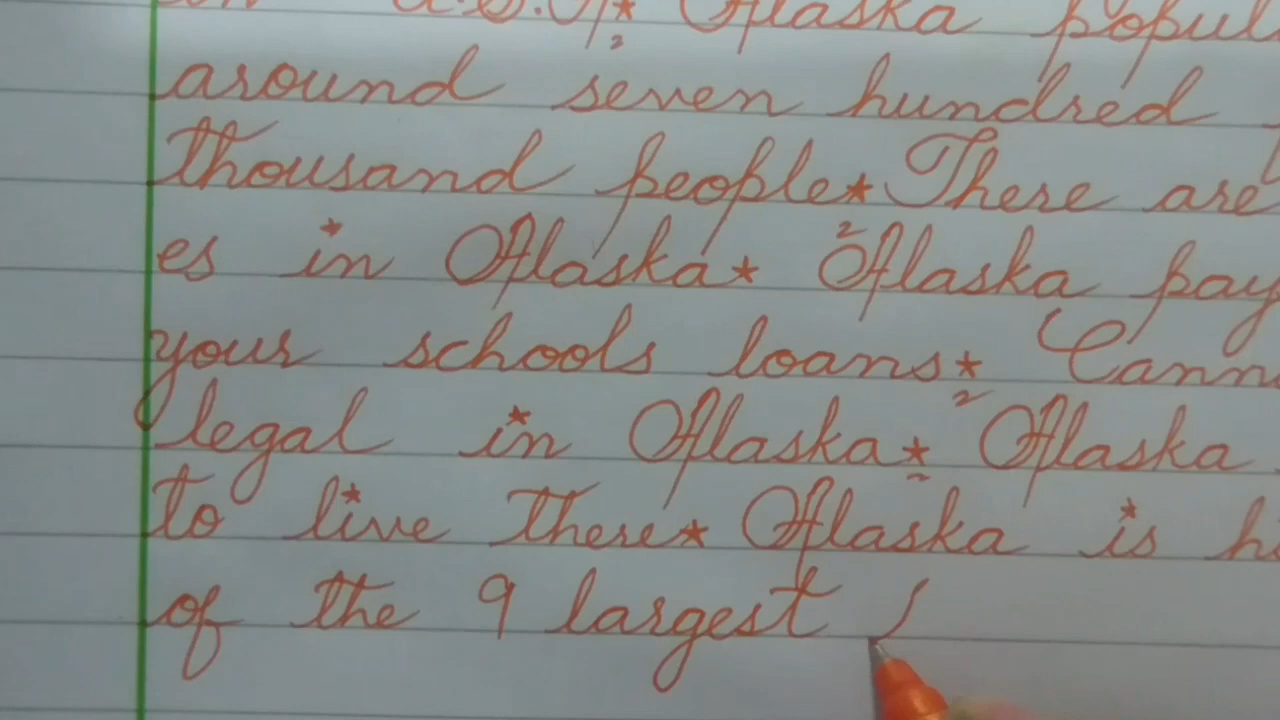 Alaska popul
around seven hundred
thousand people. There are
es in Alaska. Alaska pay
your schools loans. Cann
legal in Alaska. Alaska
to live there. Alaska is h
of the 9 largest